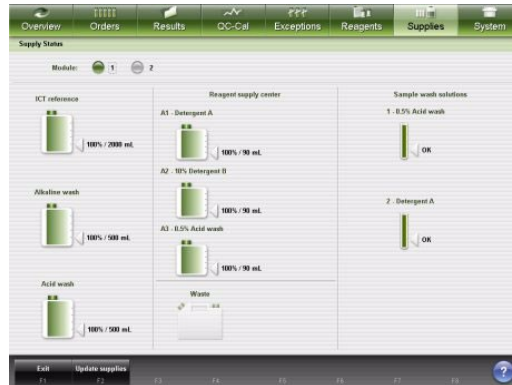 Overview Orders Results QC-Cal Exceptions Reagents Supplies System
Supply Status
Module: 1 2
ICT reference
100% / 2000 mL
Alkaline wash
100% / 500 mL
Acid wash
100% / 500 mL
Reagent supply center
A1 - Detergent A
100% / 90 mL
A2 - 10% Detergent B
100% / 90 mL
A3 - 0.5% Acid wash
100% / 90 mL
Waste
Sample wash solutions
1 - 0.5% Acid wash
OK
2 - Detergent A
OK
Exit Update supplies
F1 F2 F3 F4 F5 F6 F7 F8
?